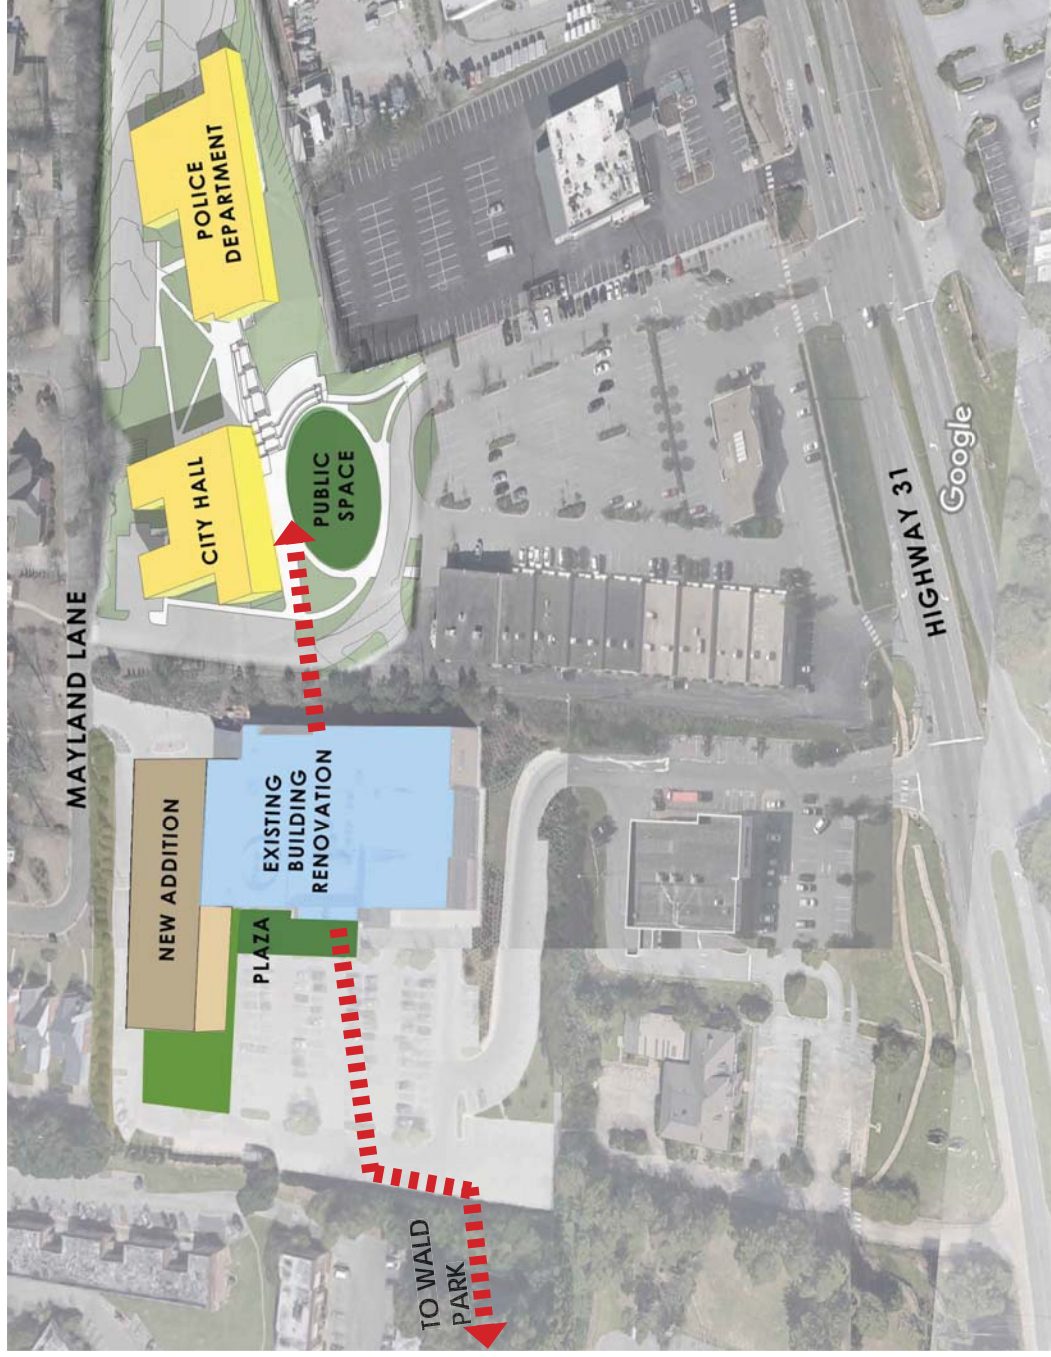 MAYLAND LANE
NEW ADDITION
EXISTING
BUILDING
RENOVATION
PLAZA
CITY HALL
POLICE
DEPARTMENT
PUBLIC
SPACE
TO WALD
PARK
HIGHWAY 31
Google